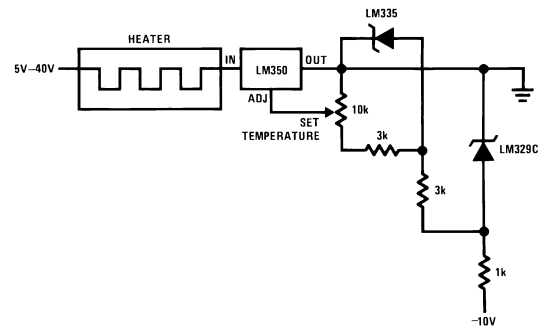 LM335
HEATER
5V–40V
IN
LM350
OUT
ADJ
SET
TEMPERATURE
10k
3k
LM329C
3k
1k
–10V